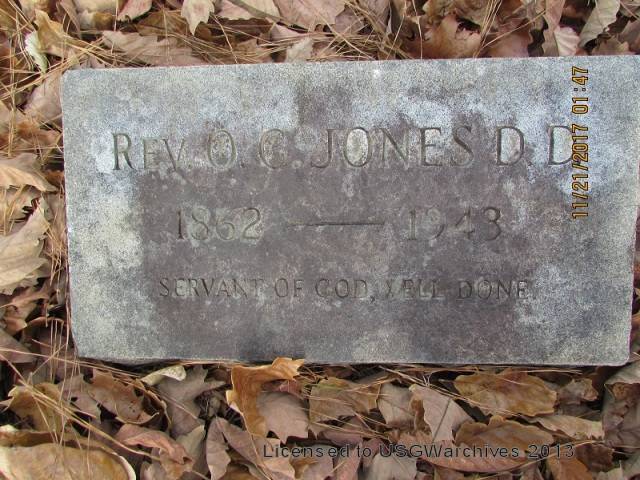 REV. O. C. JONES D. D.
1862 — 1943
SERVANT OF GOD, WELL DONE.
11/21/2017 01:47
Licensed to USGWarchives 2013